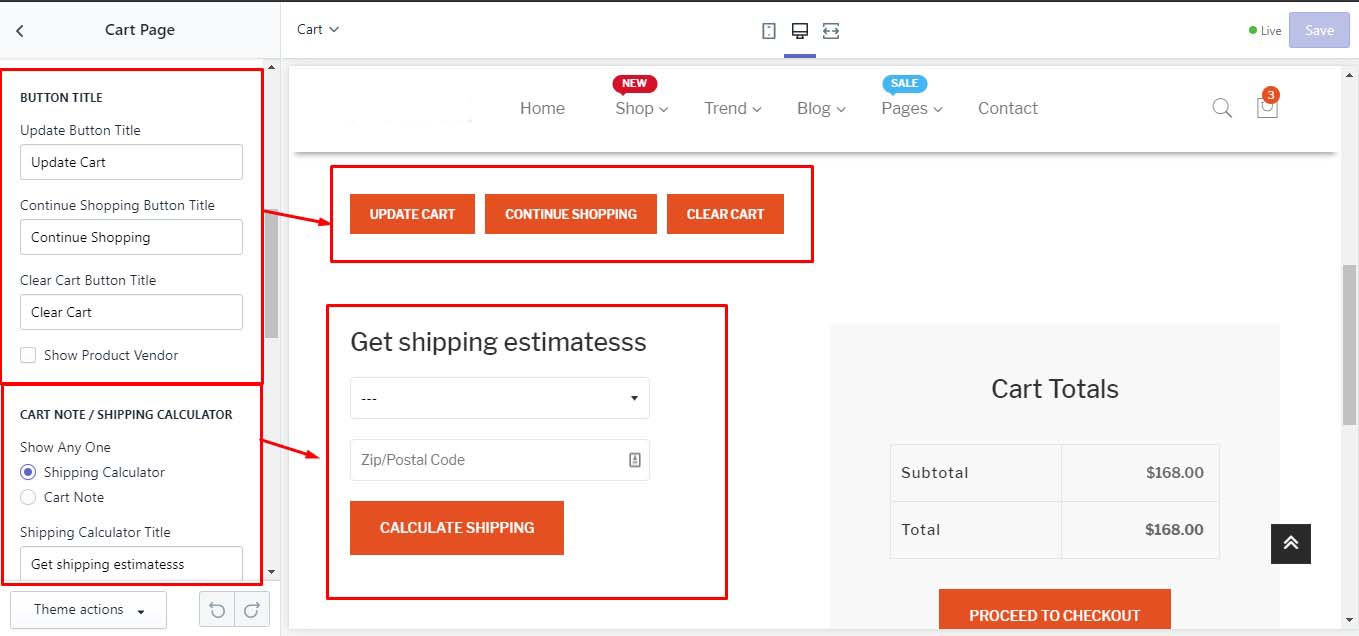 Cart Page
BUTTON TITLE
Update Button Title
Update Cart
Continue Shopping Button Title
Continue Shopping
Clear Cart Button Title
Clear Cart
Show Product Vendor
CART NOTE / SHIPPING CALCULATOR
Show Any One
Shipping Calculator
Cart Note
Shipping Calculator Title
Get shipping estimatesss
Theme actions
Cart
Live
Save
NEW
SALE
Home
Shop
Trend
Blog
Pages
Contact
3
UPDATE CART
CONTINUE SHOPPING
CLEAR CART
Get shipping estimatesss
---
Zip/Postal Code
CALCULATE SHIPPING
Cart Totals
Subtotal $168.00
Total $168.00
PROCEED TO CHECKOUT